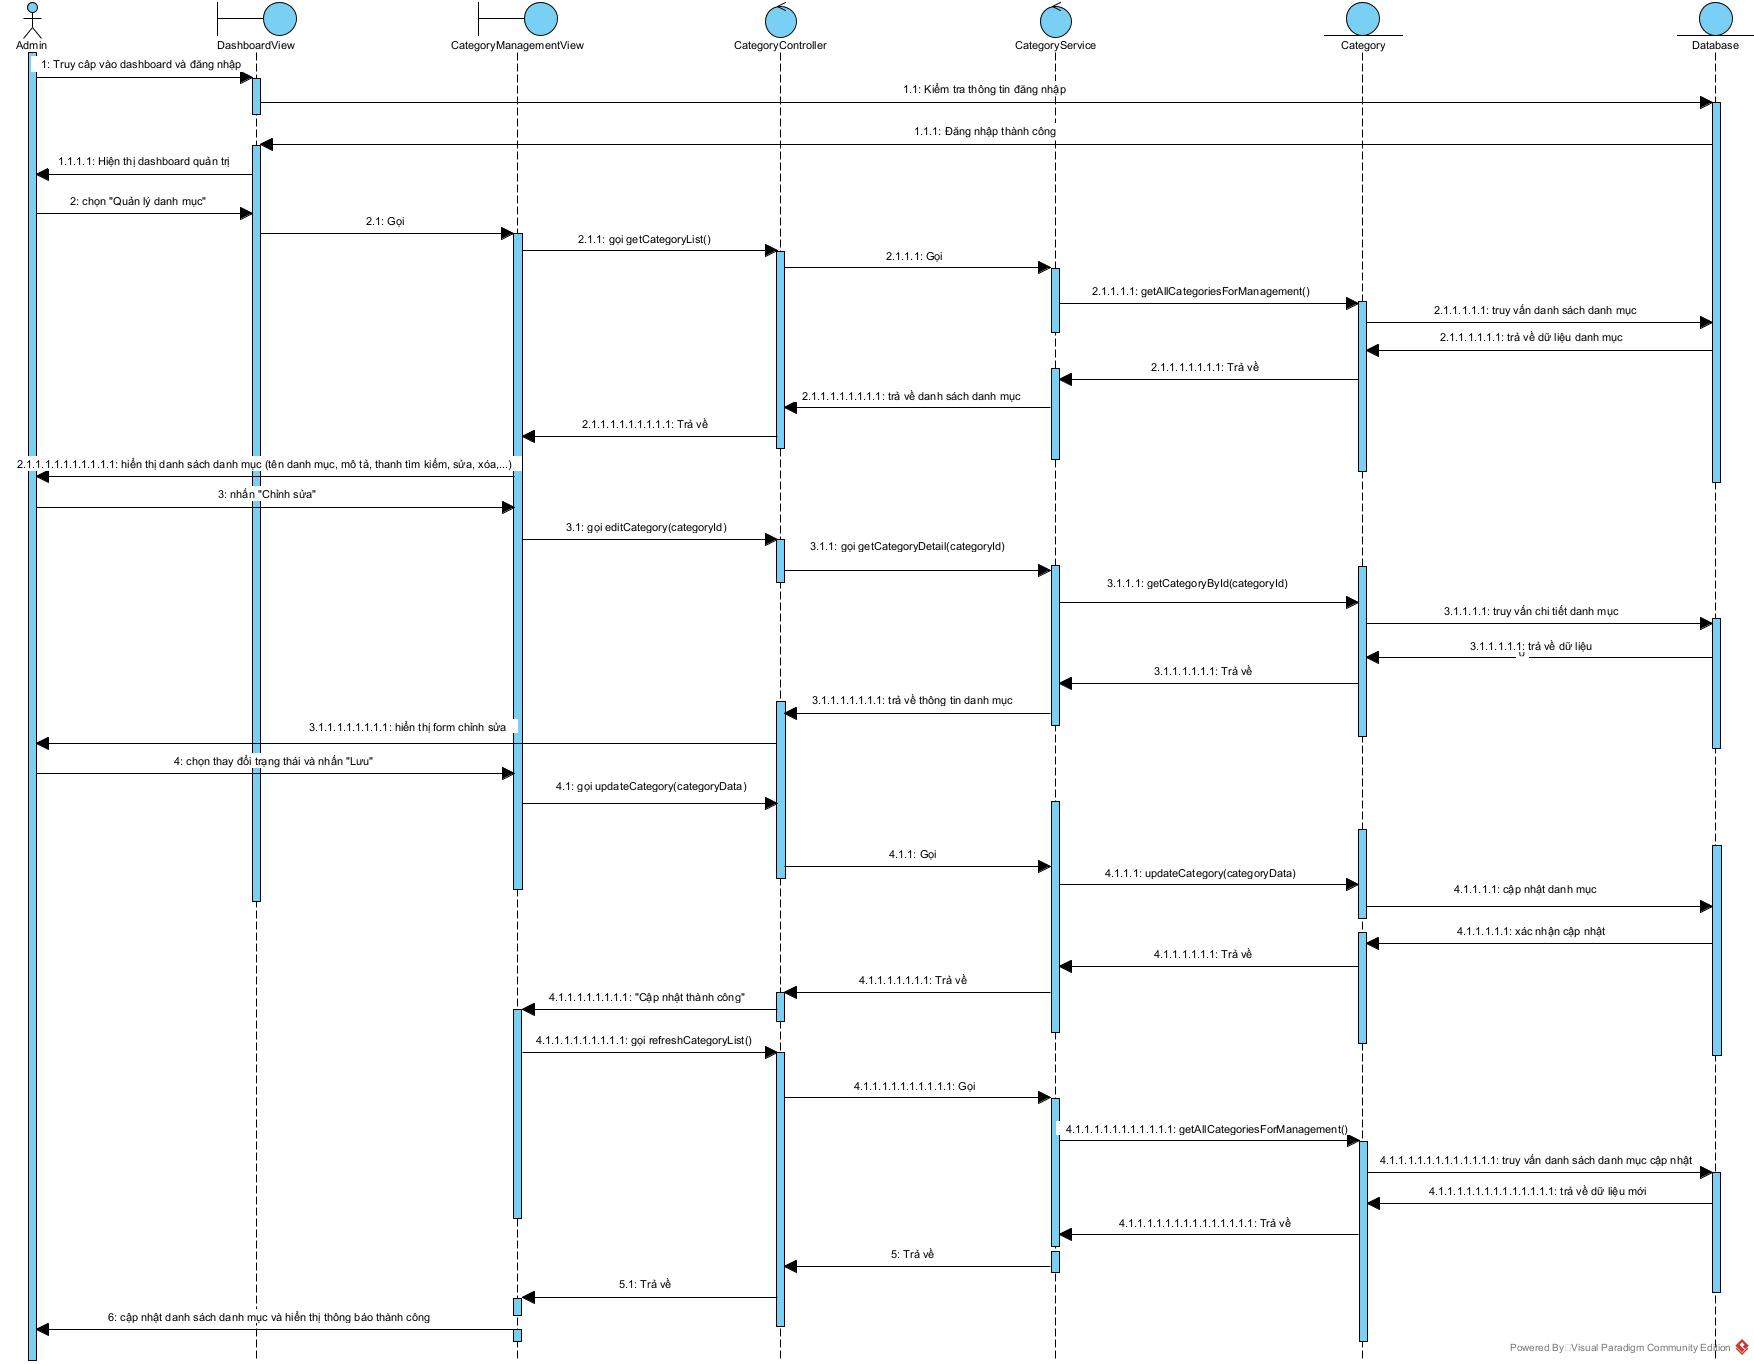 Admin
DashboardView
CategoryManagementView
CategoryController
CategoryService
Category
Database
1: Truy câp vào dashboard và đăng nhập
1.1: Kiểm tra thông tin đăng nhập
1.1.1: Đăng nhập thành công
1.1.1.1: Hiện thị dashboard quản trị
2: chọn "Quản lý danh mục"
2.1: Gọi
2.1.1: gọi getCategoryList()
2.1.1.1: Gọi
2.1.1.1.1: getAllCategoriesForManagement()
2.1.1.1.1.1: truy vấn danh sách danh mục
2.1.1.1.1.1.1: trả về dữ liệu danh mục
2.1.1.1.1.1.1.1: Trả về
2.1.1.1.1.1.1.1.1: trả về danh sách danh mục
2.1.1.1.1.1.1.1.1.1: Trả về
2.1.1.1.1.1.1.1.1.1.1: hiển thị danh sách danh mục (tên danh mục, mô tả, thanh tìm kiếm, sửa, xóa,...)
3: nhấn "Chỉnh sửa"
3.1: gọi editCategory(categoryId)
3.1.1: gọi getCategoryDetail(categoryId)
3.1.1.1: getCategoryById(categoryId)
3.1.1.1.1: truy vấn chi tiết danh mục
3.1.1.1.1.1: trả về dữ liệu
3.1.1.1.1.1.1: Trả về
3.1.1.1.1.1.1.1: trả về thông tin danh mục
3.1.1.1.1.1.1.1.1: hiển thị form chỉnh sửa
4: chọn thay đổi trạng thái và nhấn "Lưu"
4.1: gọi updateCategory(categoryData)
4.1.1: Gọi
4.1.1.1: updateCategory(categoryData)
4.1.1.1.1: cập nhật danh mục
4.1.1.1.1.1: xác nhận cập nhật
4.1.1.1.1.1.1: Trả về
4.1.1.1.1.1.1.1: Trả về
4.1.1.1.1.1.1.1.1: "Cập nhật thành công"
4.1.1.1.1.1.1.1.1.1: gọi refreshCategoryList()
4.1.1.1.1.1.1.1.1.1.1: Gọi
4.1.1.1.1.1.1.1.1.1.1.1: getAllCategoriesForManagement()
4.1.1.1.1.1.1.1.1.1.1.1.1: truy vấn danh sách danh mục cập nhật
4.1.1.1.1.1.1.1.1.1.1.1.1.1: trả về dữ liệu mới
4.1.1.1.1.1.1.1.1.1.1.1.1.1.1: Trả về
5: Trả về
5.1: Trả về
6: cập nhật danh sách danh mục và hiển thị thông báo thành công
Powered By Visual Paradigm Community Edition